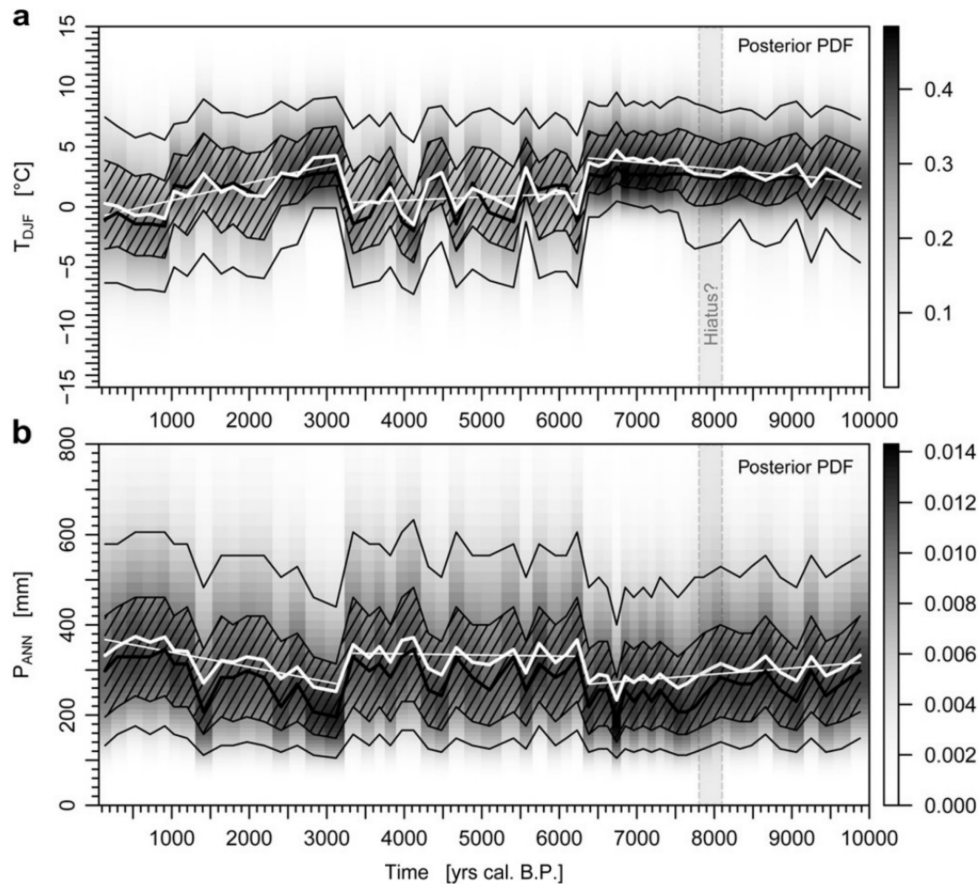 a
Posterior PDF
T_DJF [°C]
15
10
5
0
−5
−10
−15
Hiatus?
0.4
0.3
0.2
0.1
1000 2000 3000 4000 5000 6000 7000 8000 9000 10000
b
Posterior PDF
P_ANN [mm]
800
600
400
200
0
0.014
0.012
0.010
0.008
0.006
0.004
0.002
0.000
1000 2000 3000 4000 5000 6000 7000 8000 9000 10000
Time [yrs cal. B.P.]